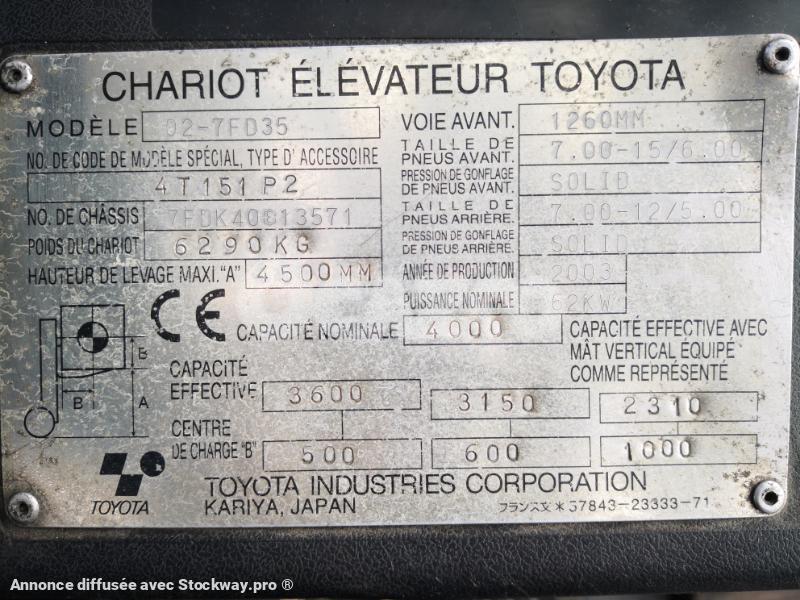 CHARIOT ÉLÉVATEUR TOYOTA
MODÈLE 02-7FD35
NO. DE CODE DE MODÈLE SPÉCIAL, TYPE D'ACCESSOIRE
4T151P2
NO. DE CHÂSSIS 7FDK40813571
POIDS DU CHARIOT 6290KG
HAUTEUR DE LEVAGE MAXI. "A" 4500MM
VOIE AVANT. 1260MM
TAILLE DE PNEUS AVANT. 7.00-15/6.00
PRESSION DE GONFLAGE DE PNEUS AVANT. SOLID
TAILLE DE PNEUS ARRIÈRE. 7.00-12/5.00
PRESSION DE GONFLAGE DE PNEUS ARRIÈRE. SOLID
ANNÉE DE PRODUCTION 2003
PUISSANCE NOMINALE 62KW
CE
CAPACITÉ NOMINALE 4000
CAPACITÉ EFFECTIVE AVEC
MÂT VERTICAL ÉQUIPÉ
COMME REPRÉSENTÉ
B
B A
CAPACITÉ
EFFECTIVE 3600 3150 2310
CENTRE
DE CHARGE "B" 500 600 1000
TOYOTA
TOYOTA INDUSTRIES CORPORATION
KARIYA, JAPAN
フランス文 * 57843-23333-71
Annonce diffusée avec Stockway.pro ®